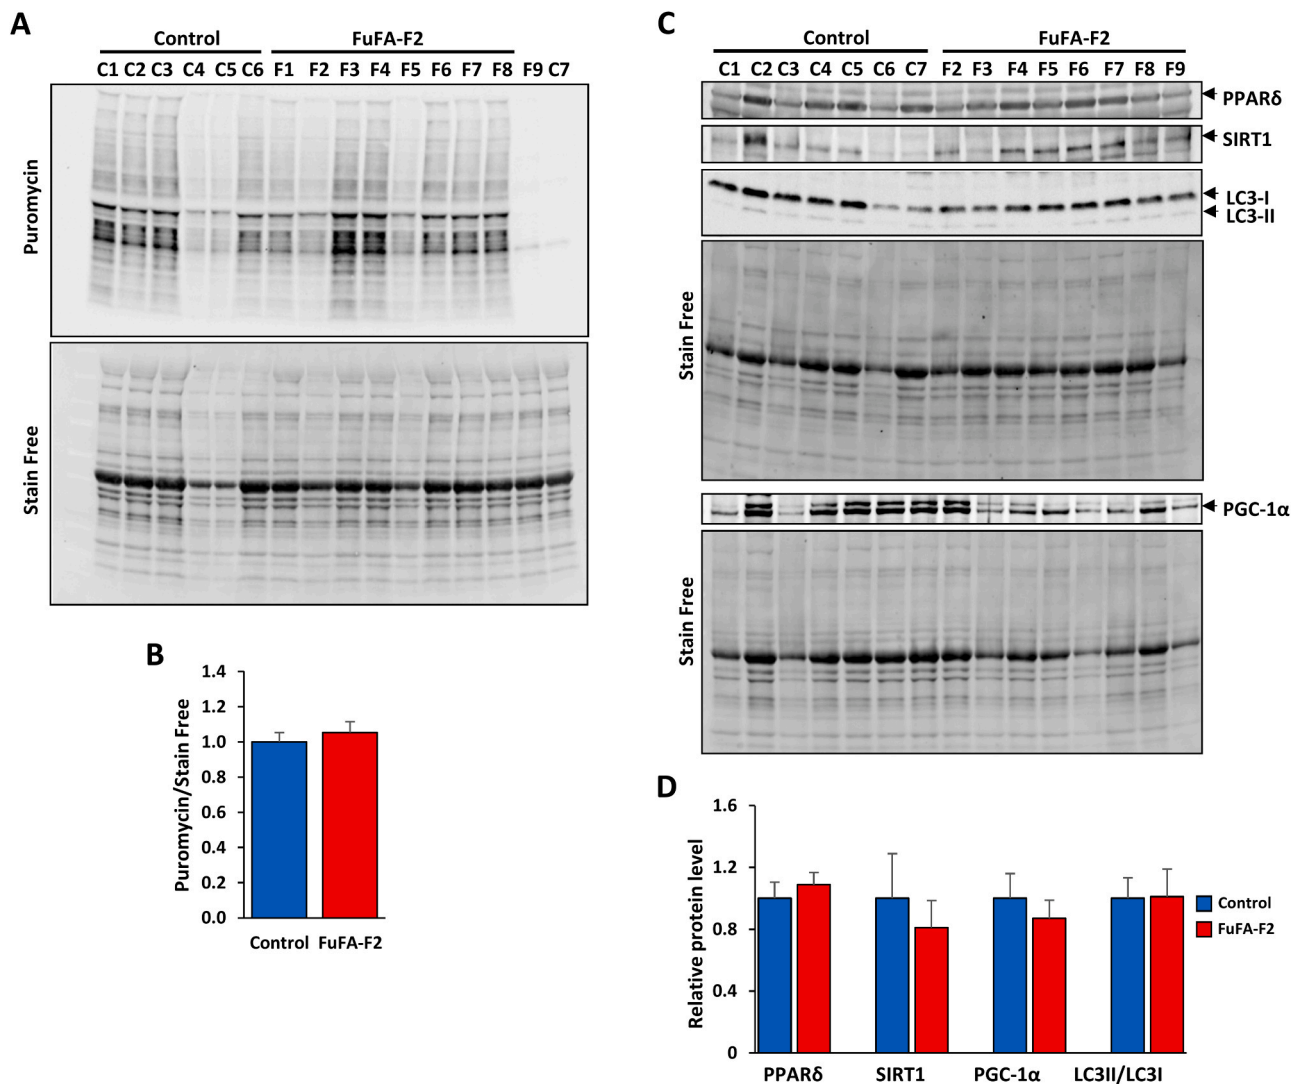 A
Control FuFA-F2
C1 C2 C3 C4 C5 C6 F1 F2 F3 F4 F5 F6 F7 F8 F9 C7
Puromycin
Stain Free
B
Puromycin/Stain Free
1.4
1.2
1.0
0.8
0.6
0.4
0.2
0.0
Control FuFA-F2
C
Control FuFA-F2
C1 C2 C3 C4 C5 C6 C7 F2 F3 F4 F5 F6 F7 F8 F9
PPARδ
SIRT1
LC3-I
LC3-II
Stain Free
PGC-1α
Stain Free
D
Relative protein level
1.6
1.2
0.8
0.4
0
PPARδ SIRT1 PGC-1α LC3II/LC3I
Control
FuFA-F2